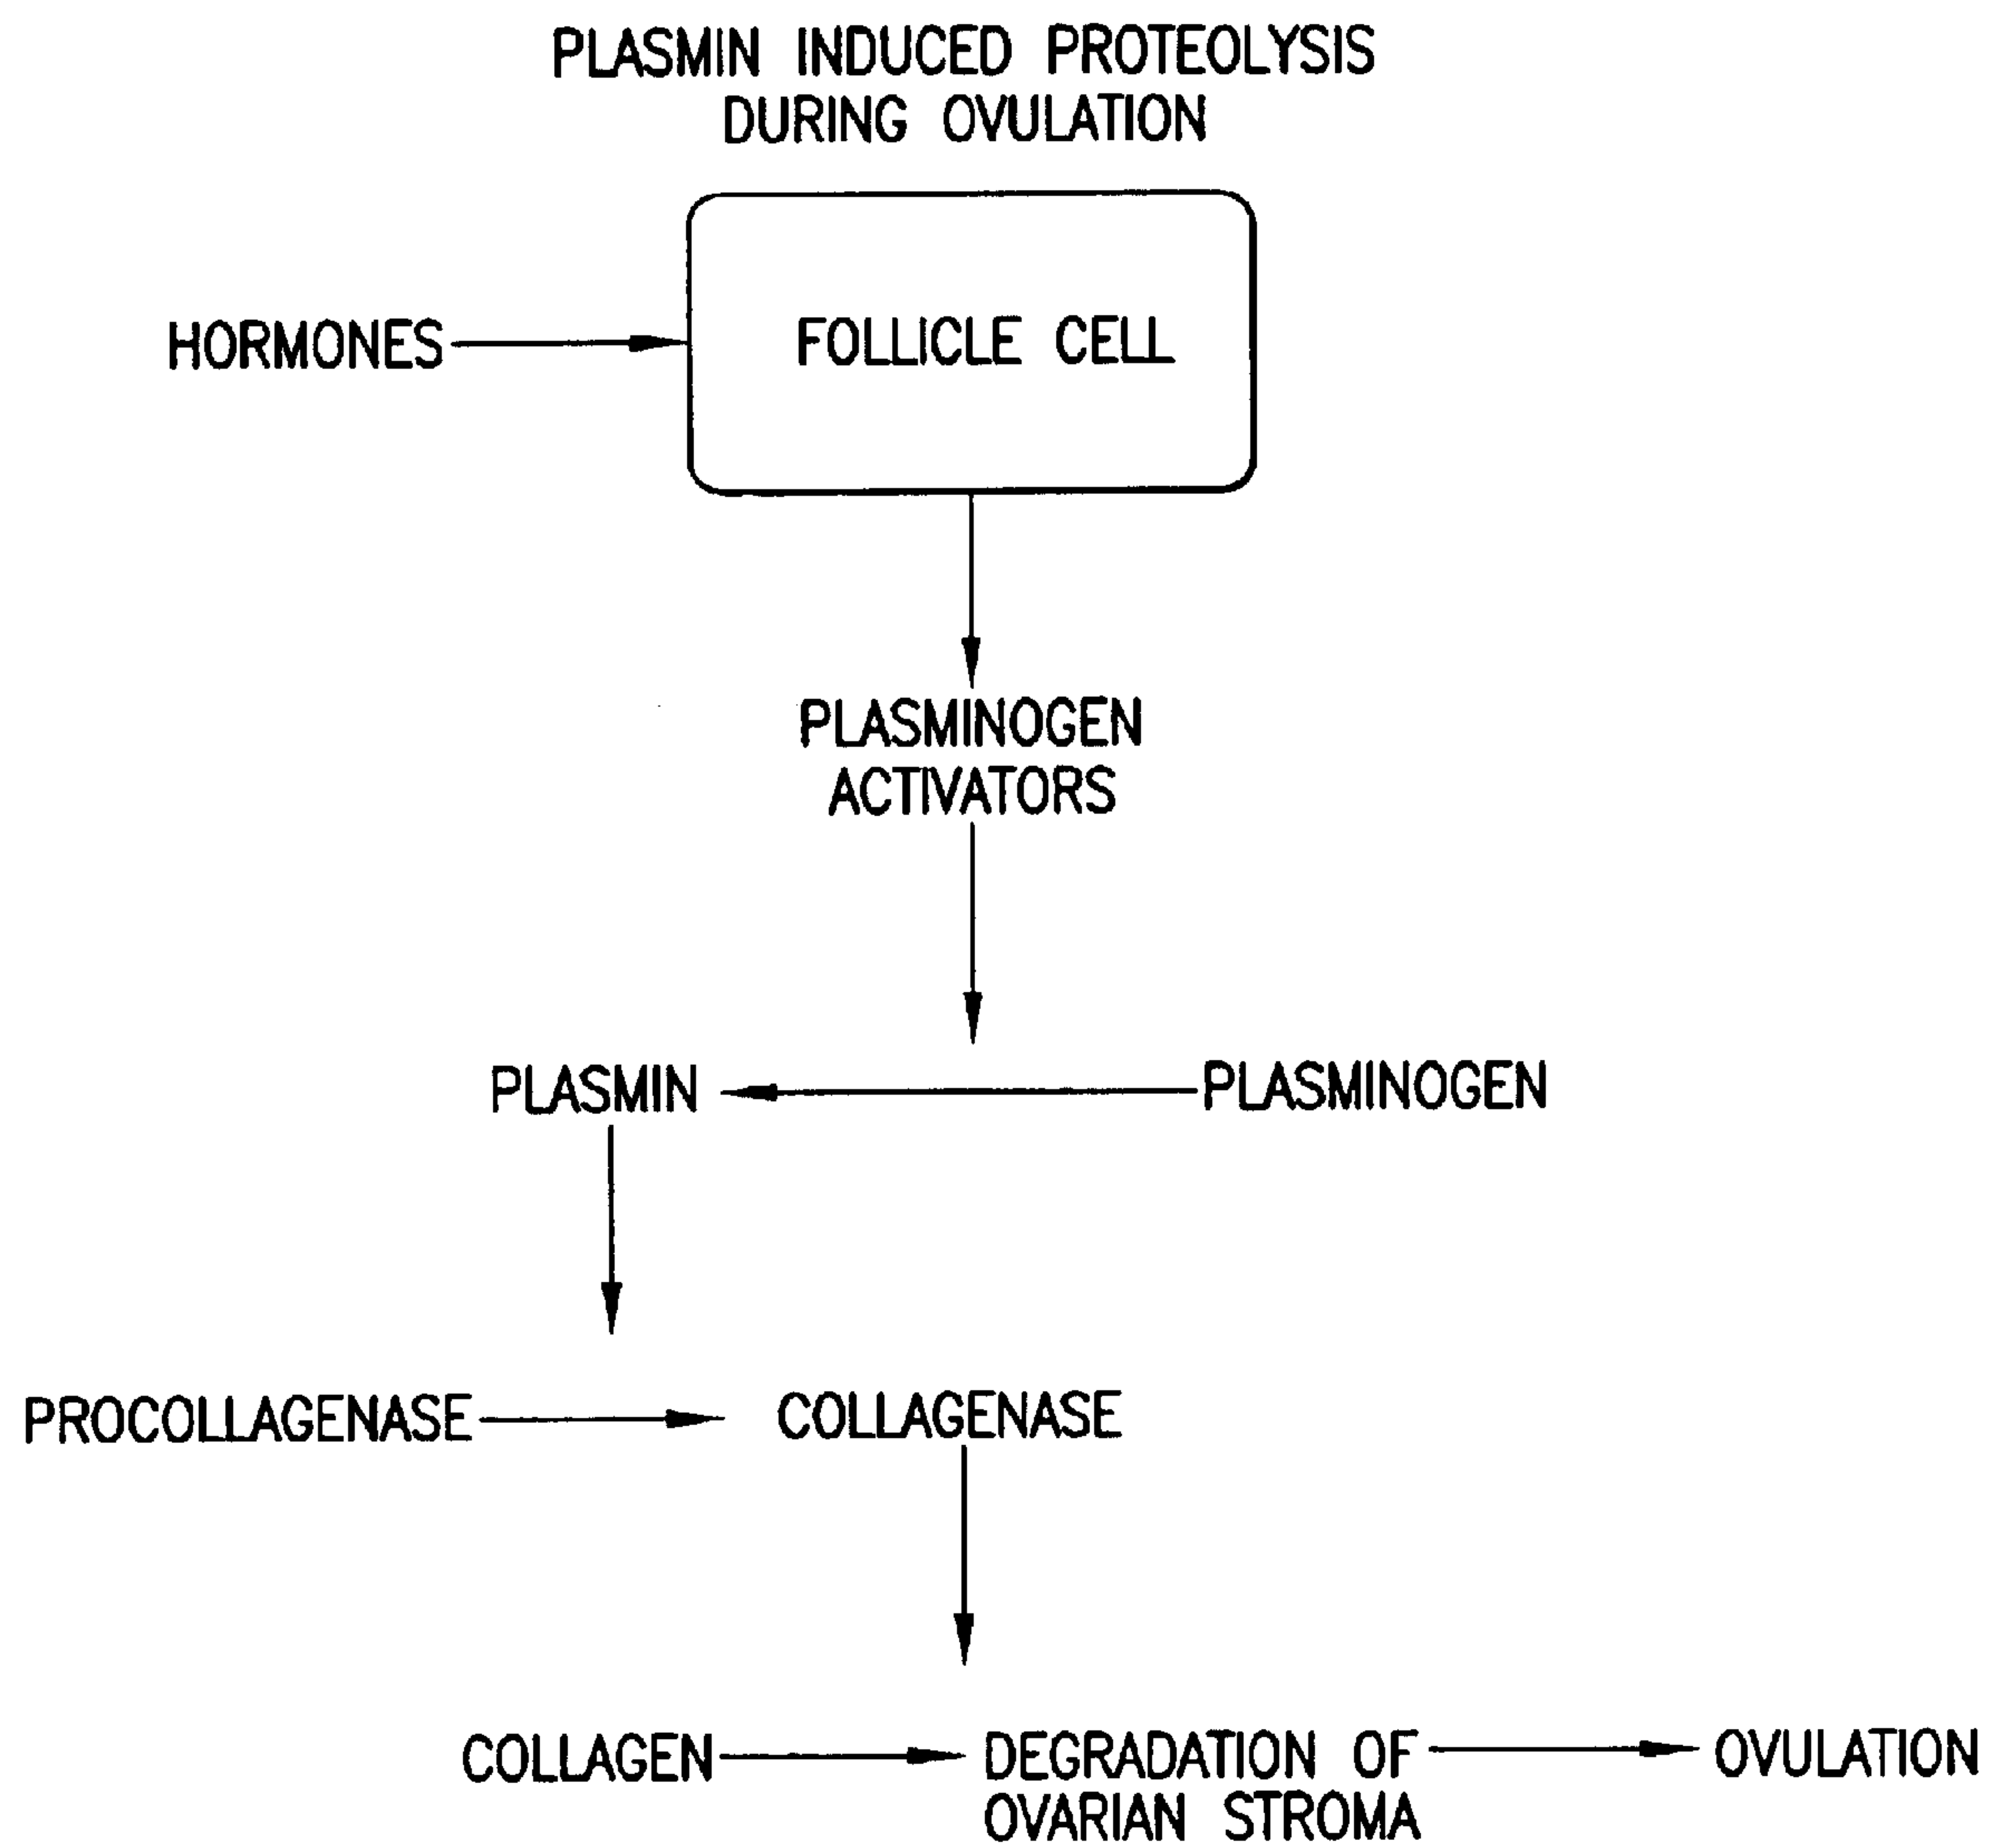 PLASMIN INDUCED PROTEOLYSIS
DURING OVULATION
HORMONES
FOLLICLE CELL
PLASMINOGEN
ACTIVATORS
PLASMIN
PLASMINOGEN
PROCOLLAGENASE
COLLAGENASE
COLLAGEN
DEGRADATION OF
OVARIAN STROMA
OVULATION